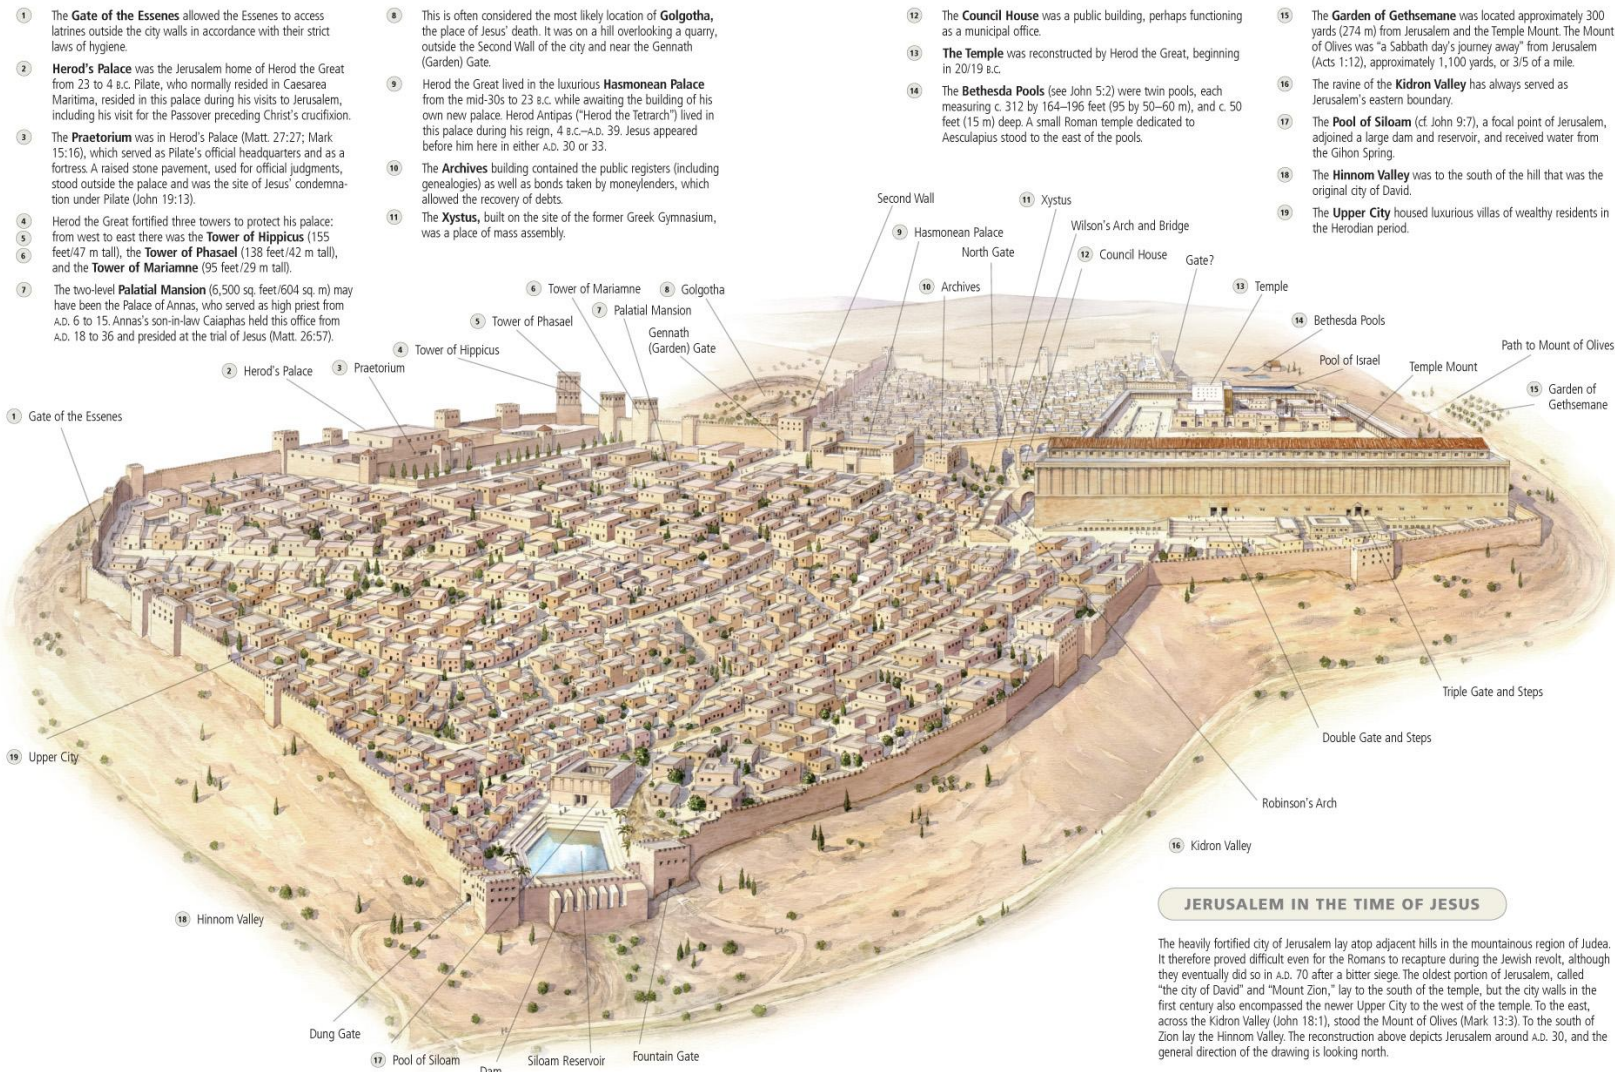 1 The Gate of the Essenes allowed the Essenes to access
latrines outside the city walls in accordance with their strict
laws of hygiene.
2 Herod's Palace was the Jerusalem home of Herod the Great
from 23 to 4 B.C. Pilate, who normally resided in Caesarea
Maritima, resided in this palace during his visits to Jerusalem,
including his visit for the Passover preceding Christ's crucifixion.
3 The Praetorium was in Herod's Palace (Matt. 27:27; Mark
15:16), which served as Pilate's official headquarters and as a
fortress. A raised stone pavement, used for official judgments,
stood outside the palace and was the site of Jesus' condemna-
tion under Pilate (John 19:13).
4 Herod the Great fortified three towers to protect his palace:
5 from west to east there was the Tower of Hippicus (155
6 feet/47 m tall), the Tower of Phasael (138 feet/42 m tall),
and the Tower of Mariamne (95 feet/29 m tall).
7 The two-level Palatial Mansion (6,500 sq. feet/604 sq. m) may
have been the Palace of Annas, who served as high priest from
A.D. 6 to 15. Annas's son-in-law Caiaphas held this office from
A.D. 18 to 36 and presided at the trial of Jesus (Matt. 26:57).
8 This is often considered the most likely location of Golgotha,
the place of Jesus' death. It was on a hill overlooking a quarry,
outside the Second Wall of the city and near the Gennath
(Garden) Gate.
9 Herod the Great lived in the luxurious Hasmonean Palace
from the mid-30s to 23 B.C. while awaiting the building of his
own new palace. Herod Antipas ("Herod the Tetrarch") lived in
this palace during his reign, 4 B.C.–A.D. 39. Jesus appeared
before him here in either A.D. 30 or 33.
10 The Archives building contained the public registers (including
genealogies) as well as bonds taken by moneylenders, which
allowed the recovery of debts.
11 The Xystus, built on the site of the former Greek Gymnasium,
was a place of mass assembly.
12 The Council House was a public building, perhaps functioning
as a municipal office.
13 The Temple was reconstructed by Herod the Great, beginning
in 20/19 B.C.
14 The Bethesda Pools (see John 5:2) were twin pools, each
measuring c. 312 by 164–196 feet (95 by 50–60 m), and c. 50
feet (15 m) deep. A small Roman temple dedicated to
Aesculapius stood to the east of the pools.
15 The Garden of Gethsemane was located approximately 300
yards (274 m) from Jerusalem and the Temple Mount. The Mount
of Olives was "a Sabbath day's journey away" from Jerusalem
(Acts 1:12), approximately 1,100 yards, or 3/5 of a mile.
16 The ravine of the Kidron Valley has always served as
Jerusalem's eastern boundary.
17 The Pool of Siloam (cf. John 9:7), a focal point of Jerusalem,
adjoined a large dam and reservoir, and received water from
the Gihon Spring.
18 The Hinnom Valley was to the south of the hill that was the
original city of David.
19 The Upper City housed luxurious villas of wealthy residents in
the Herodian period.
Second Wall
11 Xystus
9 Hasmonean Palace
Wilson's Arch and Bridge
North Gate
12 Council House
Gate?
10 Archives
13 Temple
6 Tower of Mariamne
8 Golgotha
7 Palatial Mansion
5 Tower of Phasael
14 Bethesda Pools
Gennath
(Garden) Gate
4 Tower of Hippicus
Path to Mount of Olives
Pool of Israel
Temple Mount
2 Herod's Palace
3 Praetorium
15 Garden of
Gethsemane
1 Gate of the Essenes
Triple Gate and Steps
Double Gate and Steps
19 Upper City
Robinson's Arch
16 Kidron Valley
18 Hinnom Valley
Dung Gate
17 Pool of Siloam
Dam
Siloam Reservoir
Fountain Gate
JERUSALEM IN THE TIME OF JESUS
The heavily fortified city of Jerusalem lay atop adjacent hills in the mountainous region of Judea.
It therefore proved difficult even for the Romans to recapture during the Jewish revolt, although
they eventually did so in A.D. 70 after a bitter siege. The oldest portion of Jerusalem, called
"the city of David" and "Mount Zion," lay to the south of the temple, but the city walls in the
first century also encompassed the newer Upper City to the west of the temple. To the east,
across the Kidron Valley (John 18:1), stood the Mount of Olives (Mark 13:3). To the south of
Zion lay the Hinnom Valley. The reconstruction above depicts Jerusalem around A.D. 30, and the
general direction of the drawing is looking north.